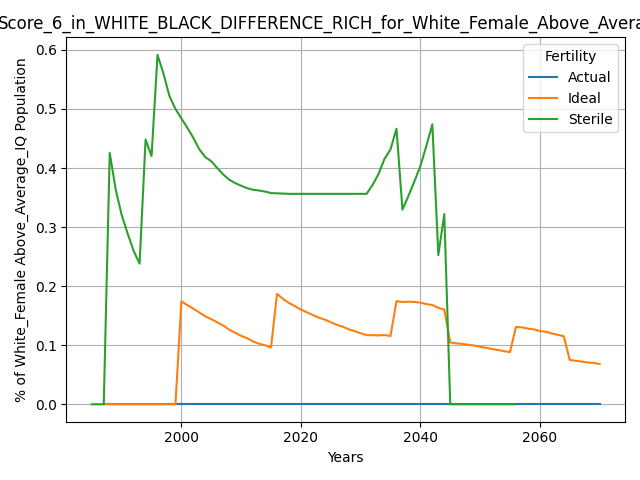 Score_6_in_WHITE_BLACK_DIFFERENCE_RICH_for_White_Female_Above_Avera
% of White_Female Above_Average_IQ Population
0.6
0.5
0.4
0.3
0.2
0.1
0.0
Fertility
Actual
Ideal
Sterile
2000
2020
2040
2060
Years